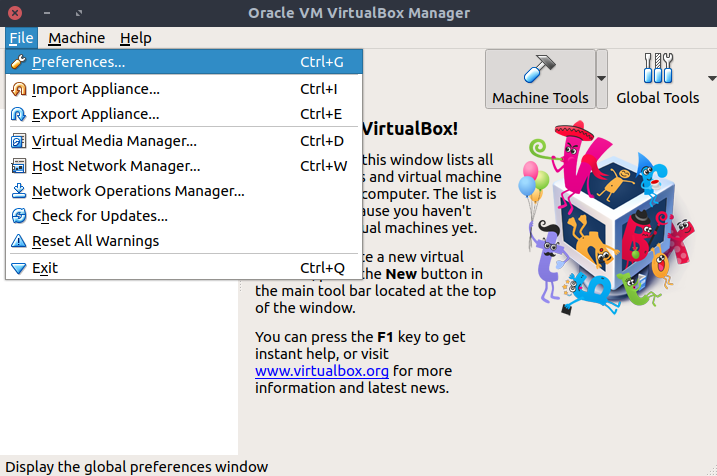 Oracle VM VirtualBox Manager
File Machine Help
Preferences... Ctrl+G
Import Appliance... Ctrl+I
Export Appliance... Ctrl+E
Virtual Media Manager... Ctrl+D
Host Network Manager... Ctrl+W
Network Operations Manager...
Check for Updates...
Reset All Warnings
Exit Ctrl+Q
Machine Tools
Global Tools
VirtualBox!
this window lists all
s and virtual machine
computer. The list is
ause you haven't
ual machines yet.
te a new virtual
the New button in
the main tool bar located at the top
of the window.
You can press the F1 key to get
instant help, or visit
www.virtualbox.org for more
information and latest news.
Display the global preferences window